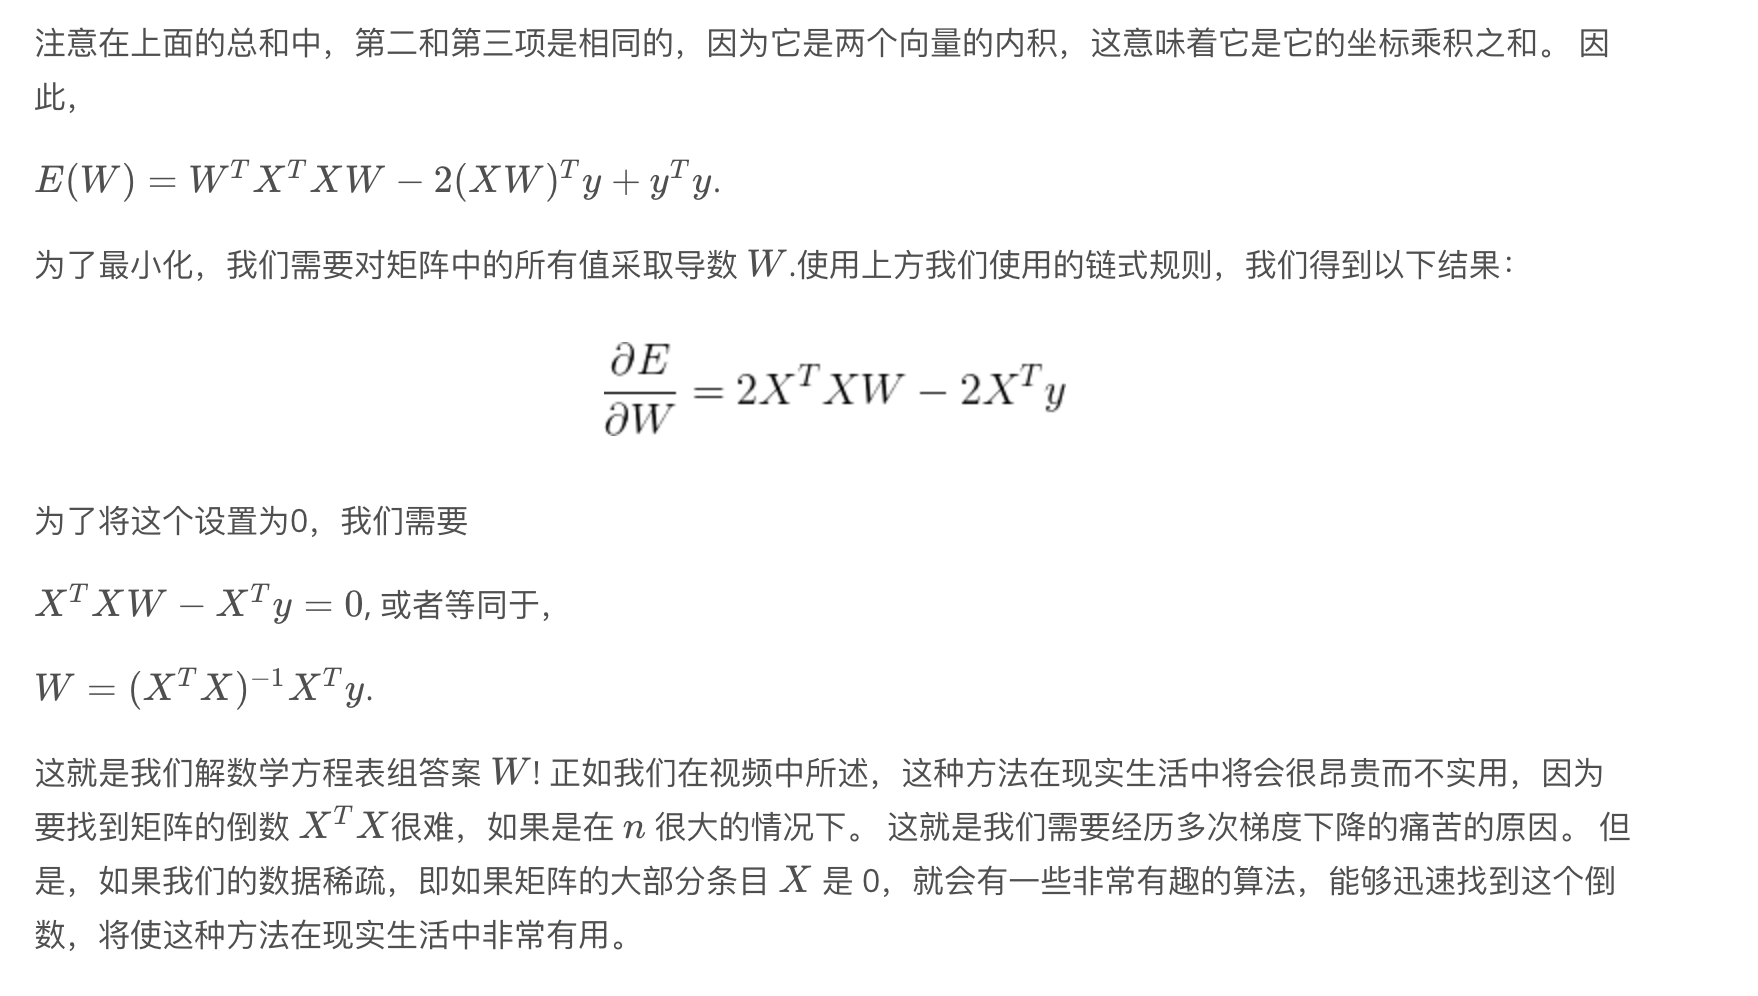 注意在上面的总和中，第二和第三项是相同的，因为它是两个向量的内积，这意味着它是它的坐标乘积之和。 因
此，
E(W) = W^T X^T XW − 2(XW)^T y + y^T y.
为了最小化，我们需要对矩阵中的所有值采取导数 W.使用上方我们使用的链式规则，我们得到以下结果：
∂E/∂W = 2X^T XW − 2X^T y
为了将这个设置为0，我们需要
X^T XW − X^T y = 0, 或者等同于，
W = (X^T X)^{−1} X^T y.
这就是我们解数学方程表组答案 W! 正如我们在视频中所述，这种方法在现实生活中将会很昂贵而不实用，因为
要找到矩阵的倒数 X^T X很难，如果是在 n 很大的情况下。 这就是我们需要经历多次梯度下降的痛苦的原因。 但
是，如果我们的数据稀疏，即如果矩阵的大部分条目 X 是 0，就会有一些非常有趣的算法，能够迅速找到这个倒
数，将使这种方法在现实生活中非常有用。